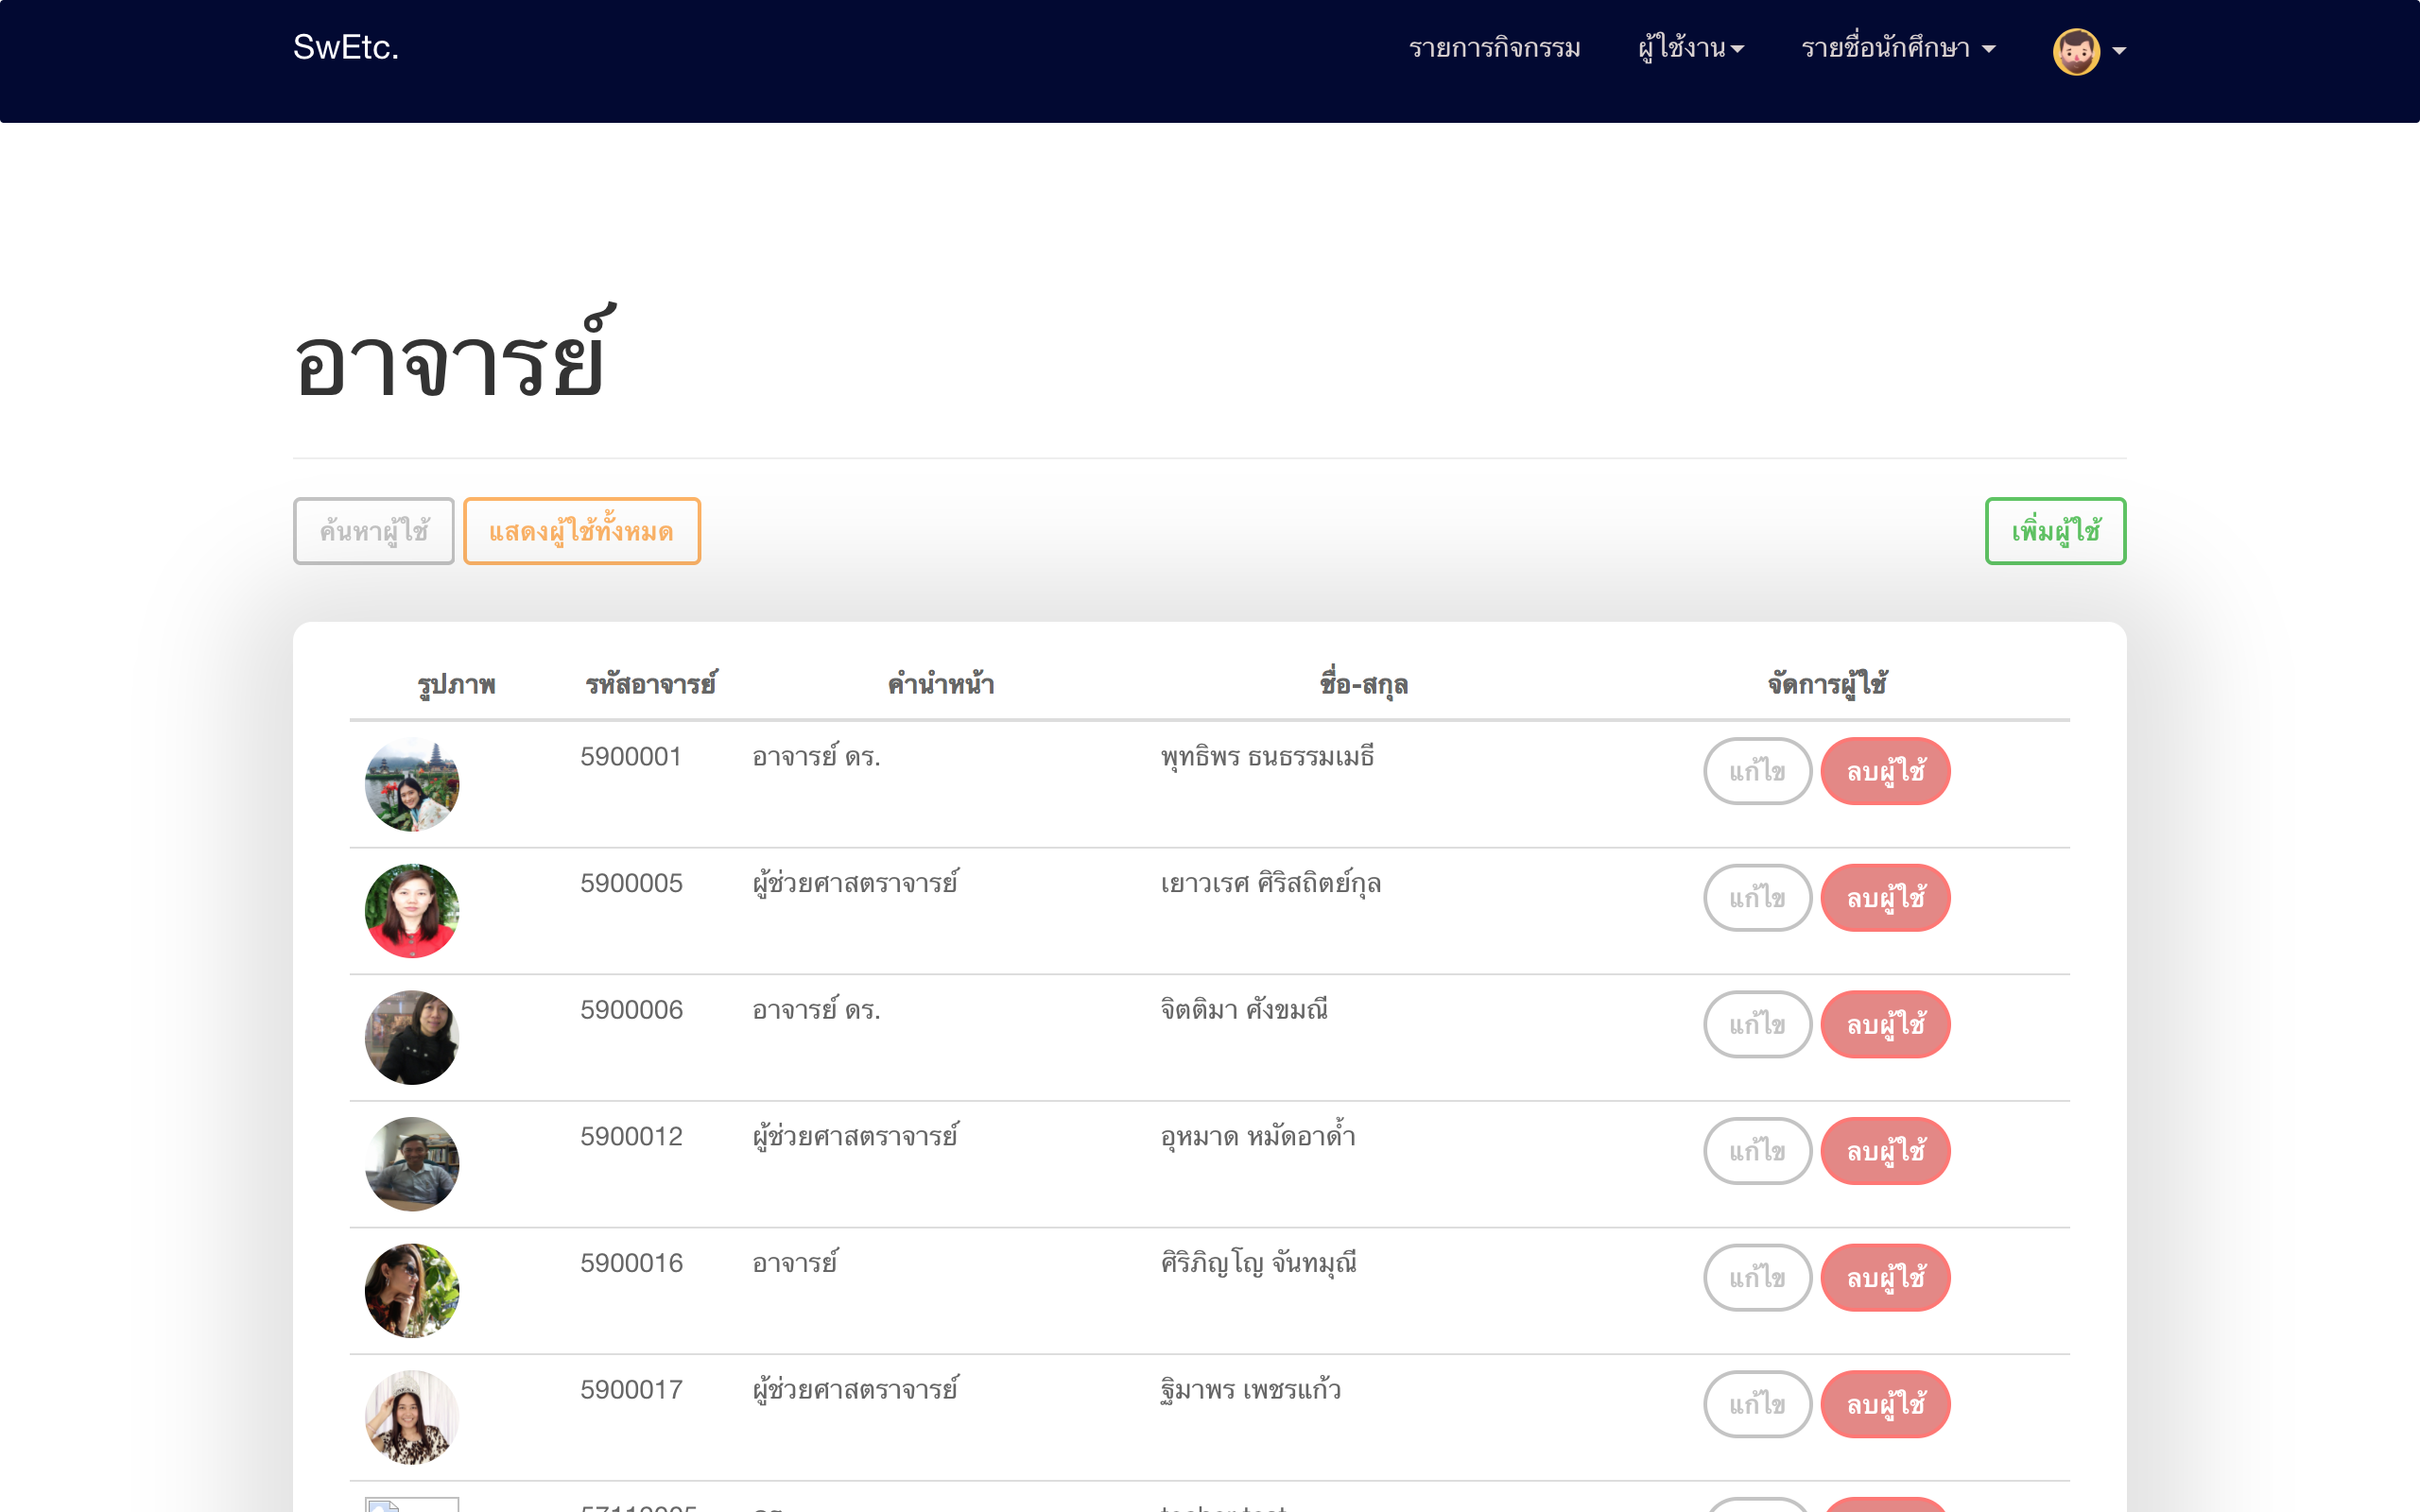 SwEtc. รายการกิจกรรม ผู้ใช้งาน รายชื่อนักศึกษา
อาจารย์
ค้นหาผู้ใช้ แสดงผู้ใช้ทั้งหมด เพิ่มผู้ใช้
รูปภาพ รหัสอาจารย์ คำนำหน้า ชื่อ-สกุล จัดการผู้ใช้
5900001 อาจารย์ ดร. พุทธิพร ธนธรรมเมธี แก้ไข ลบผู้ใช้
5900005 ผู้ช่วยศาสตราจารย์ เยาวเรศ ศิริสถิตย์กุล แก้ไข ลบผู้ใช้
5900006 อาจารย์ ดร. จิตติมา ศังขมณี แก้ไข ลบผู้ใช้
5900012 ผู้ช่วยศาสตราจารย์ อุหมาด หมัดอาด้ำ แก้ไข ลบผู้ใช้
5900016 อาจารย์ ศิริภิญโญ จันทมุณี แก้ไข ลบผู้ใช้
5900017 ผู้ช่วยศาสตราจารย์ ฐิมาพร เพชรแก้ว แก้ไข ลบผู้ใช้